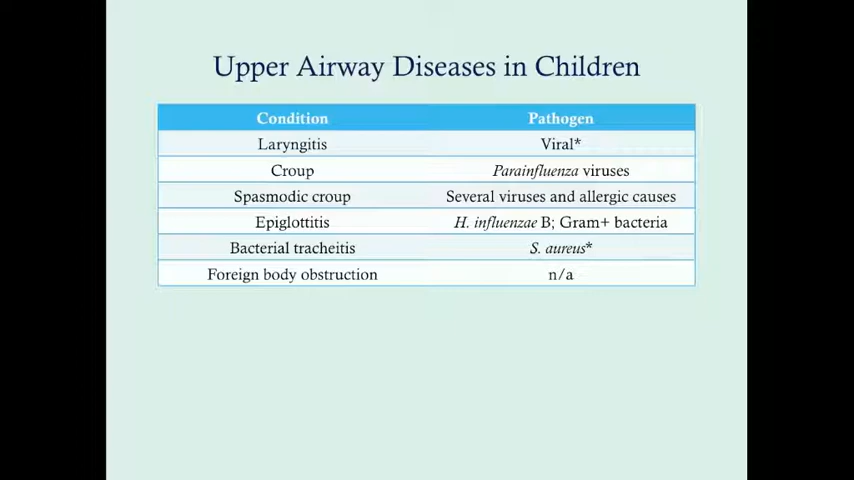 Upper Airway Diseases in Children
Condition Pathogen
Laryngitis Viral*
Croup Parainfluenza viruses
Spasmodic croup Several viruses and allergic causes
Epiglottitis H. influenzae B; Gram+ bacteria
Bacterial tracheitis S. aureus*
Foreign body obstruction n/a